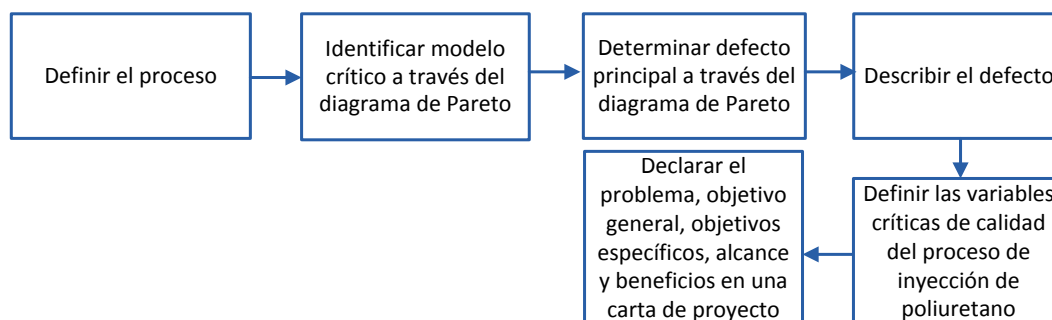 Definir el proceso
Identificar modelo
crítico a través del
diagrama de Pareto
Determinar defecto
principal a través del
diagrama de Pareto
Describir el defecto
Definir las variables
críticas de calidad
del proceso de
inyección de
poliuretano
Declarar el
problema, objetivo
general, objetivos
específicos, alcance
y beneficios en una
carta de proyecto